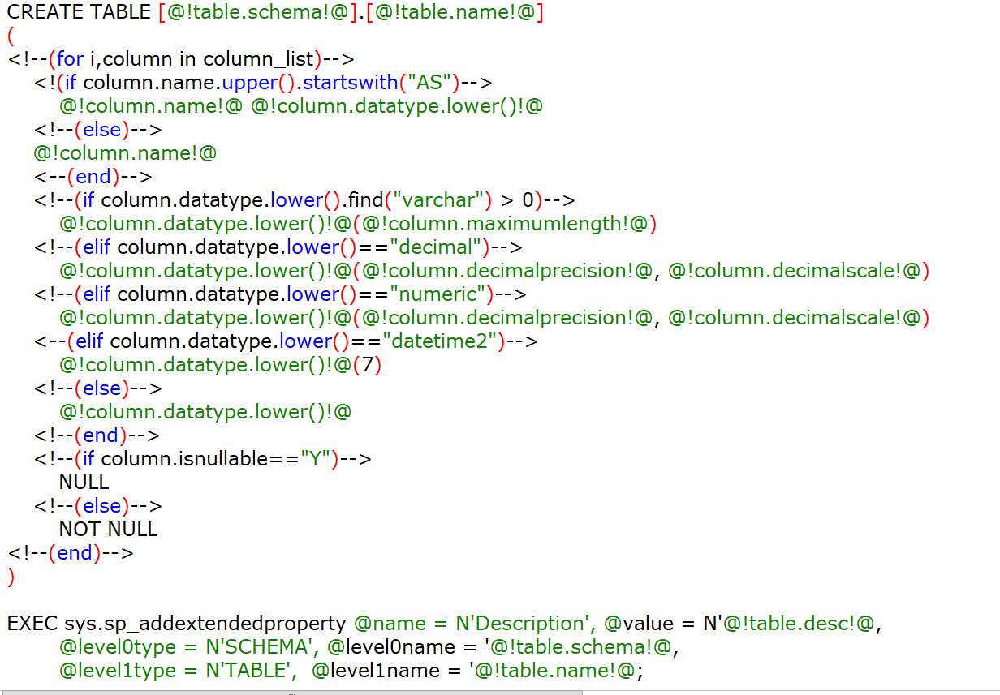 CREATE TABLE [@!table.schema!@].[@!table.name!@]
(
<!--(for i,column in column_list)-->
<!(if column.name.upper().startswith("AS")-->
@!column.name!@ @!column.datatype.lower()!@
<!--(else)-->
@!column.name!@
<--(end)-->
<!--(if column.datatype.lower().find("varchar") > 0)-->
@!column.datatype.lower()!@(@!column.maximumlength!@)
<!--(elif column.datatype.lower()=="decimal")-->
@!column.datatype.lower()!@(@!column.decimalprecision!@, @!column.decimalscale!@)
<!--(elif column.datatype.lower()=="numeric")-->
@!column.datatype.lower()!@(@!column.decimalprecision!@, @!column.decimalscale!@)
<--(elif column.datatype.lower()=="datetime2")-->
@!column.datatype.lower()!@(7)
<!--(else)-->
@!column.datatype.lower()!@
<!--(end)-->
<!--(if column.isnullable=="Y")-->
NULL
<!--(else)-->
NOT NULL
<!--(end)-->
)
EXEC sys.sp_addextendedproperty @name = N'Description', @value = N'@!table.desc!@,
@level0type = N'SCHEMA', @level0name = '@!table.schema!@,
@level1type = N'TABLE', @level1name = '@!table.name!@;